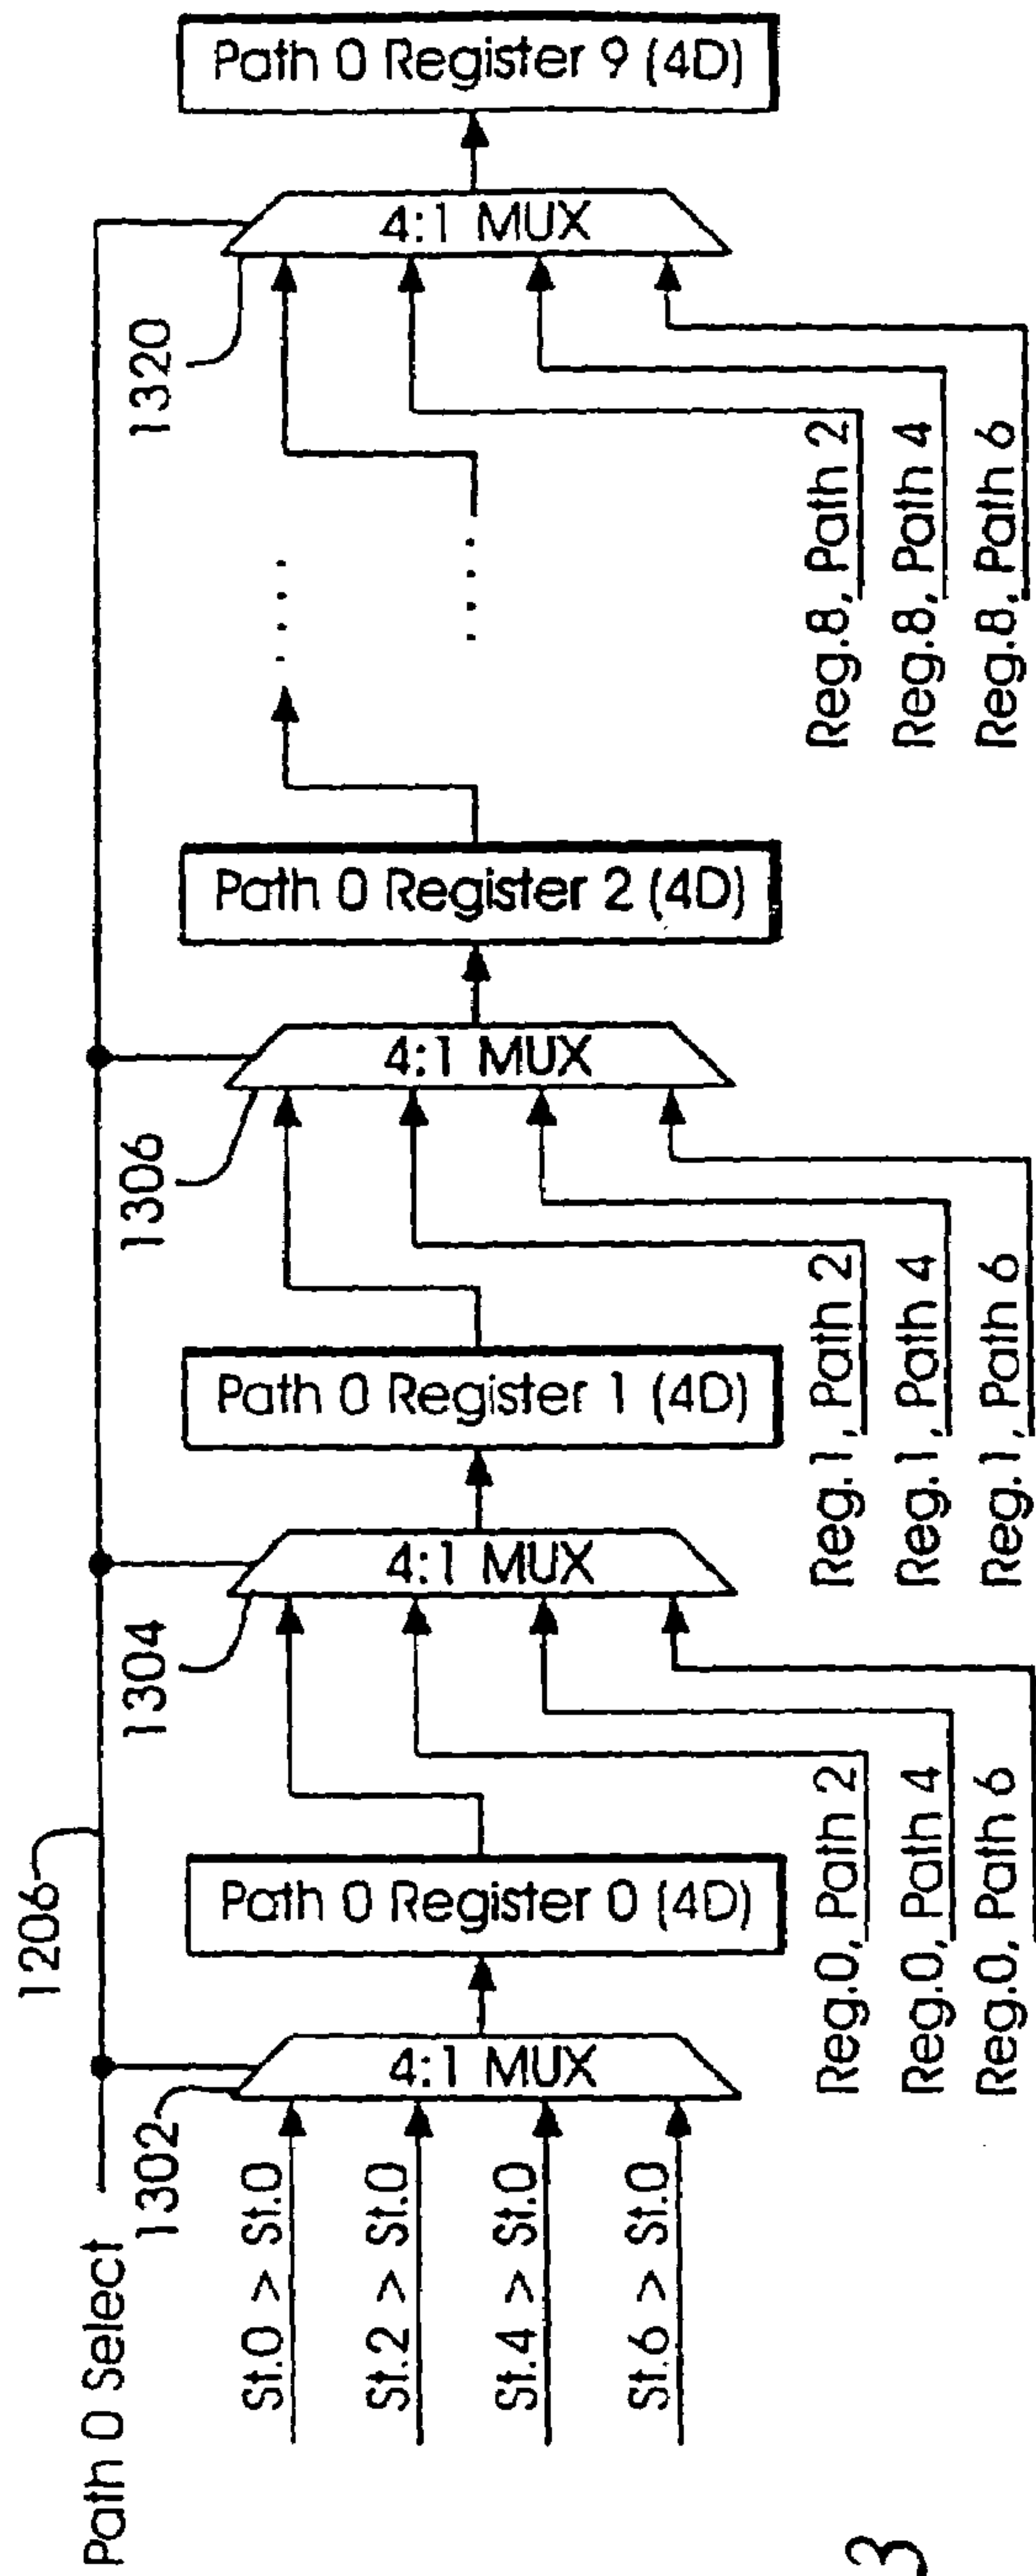 Path 0 Select
1206
1302
1304
1306
1320
St.0 > St.0
St.2 > St.0
St.4 > St.0
St.6 > St.0
4:1 MUX
Path 0 Register 0 (4D)
4:1 MUX
Path 0 Register 1 (4D)
4:1 MUX
Path 0 Register 2 (4D)
....
....
4:1 MUX
Path 0 Register 9 (4D)
Reg.0, Path 2
Reg.0, Path 4
Reg.0, Path 6
Reg.1, Path 2
Reg.1, Path 4
Reg.1, Path 6
Reg.8, Path 2
Reg.8, Path 4
Reg.8, Path 6
3